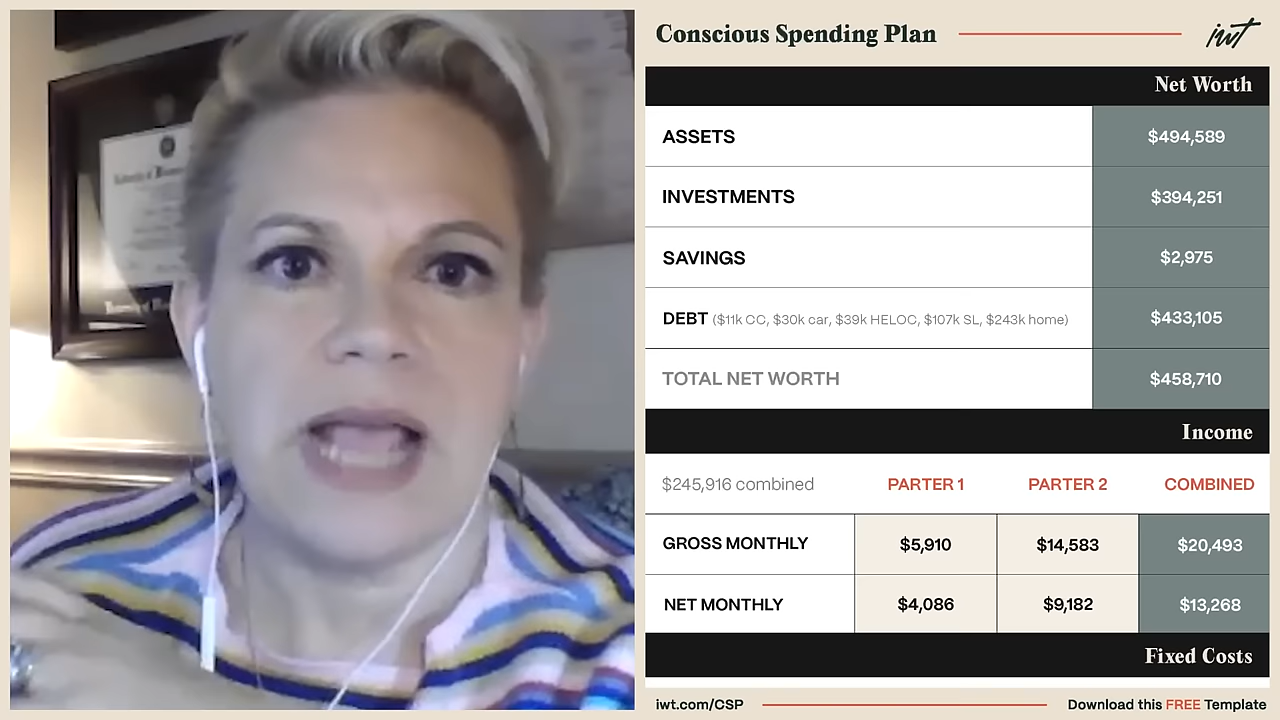 Conscious Spending Plan
iwt
Net Worth
ASSETS $494,589
INVESTMENTS $394,251
SAVINGS $2,975
DEBT ($11k CC, $30k car, $39k HELOC, $107k SL, $243k home) $433,105
TOTAL NET WORTH $458,710
Income
$245,916 combined PARTER 1 PARTER 2 COMBINED
GROSS MONTHLY $5,910 $14,583 $20,493
NET MONTHLY $4,086 $9,182 $13,268
Fixed Costs
iwt.com/CSP
Download this FREE Template